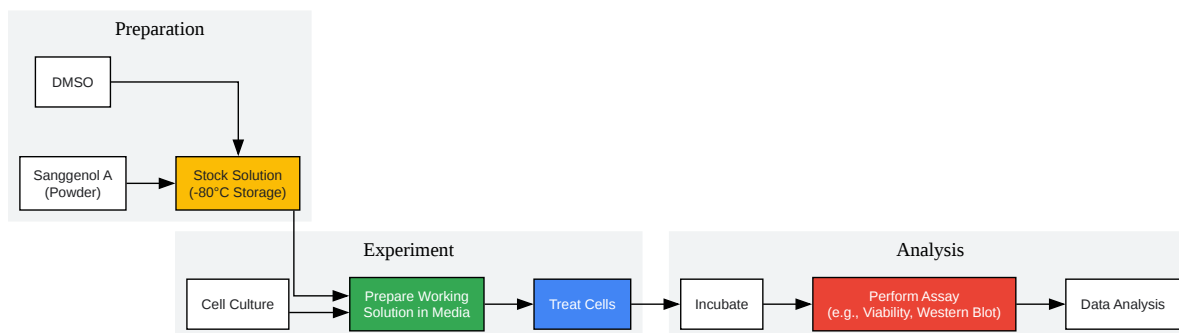 Preparation
DMSO
Sanggenol A
(Powder)
Stock Solution
(-80°C Storage)
Experiment
Cell Culture
Prepare Working
Solution in Media
Treat Cells
Analysis
Incubate
Perform Assay
(e.g., Viability, Western Blot)
Data Analysis